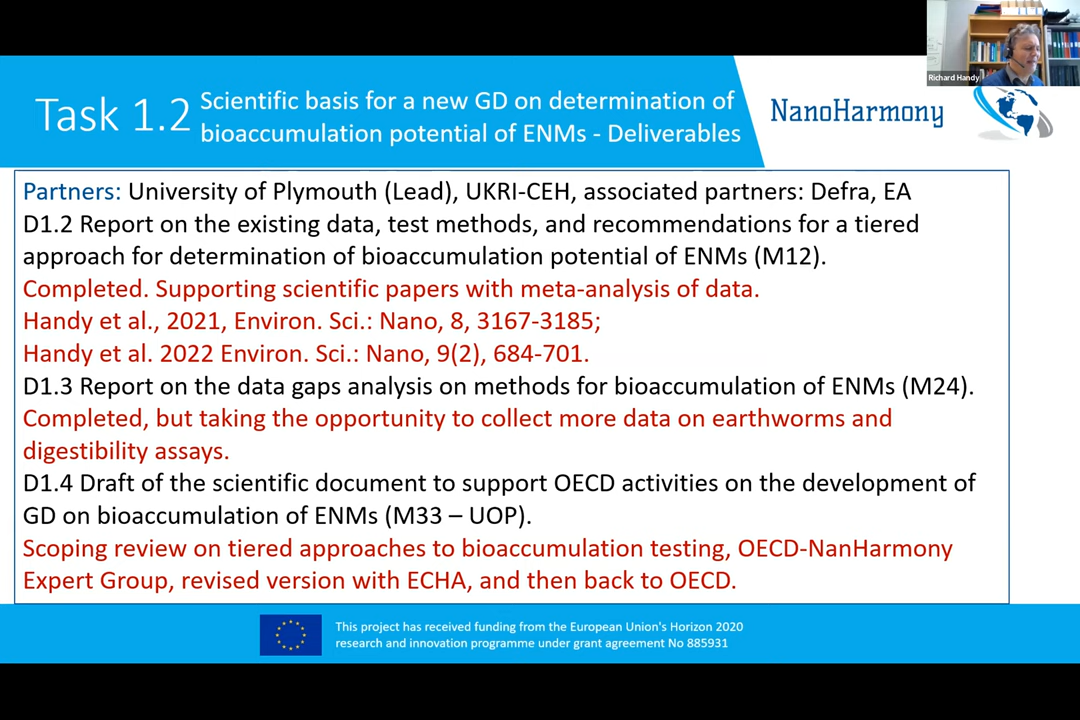 Richard Handy
Task 1.2
Scientific basis for a new GD on determination of
bioaccumulation potential of ENMs - Deliverables
NanoHarmony
Partners: University of Plymouth (Lead), UKRI-CEH, associated partners: Defra, EA
D1.2 Report on the existing data, test methods, and recommendations for a tiered
approach for determination of bioaccumulation potential of ENMs (M12).
Completed. Supporting scientific papers with meta-analysis of data.
Handy et al., 2021, Environ. Sci.: Nano, 8, 3167-3185;
Handy et al. 2022 Environ. Sci.: Nano, 9(2), 684-701.
D1.3 Report on the data gaps analysis on methods for bioaccumulation of ENMs (M24).
Completed, but taking the opportunity to collect more data on earthworms and
digestibility assays.
D1.4 Draft of the scientific document to support OECD activities on the development of
GD on bioaccumulation of ENMs (M33 – UOP).
Scoping review on tiered approaches to bioaccumulation testing, OECD-NanHarmony
Expert Group, revised version with ECHA, and then back to OECD.
This project has received funding from the European Union's Horizon 2020
research and innovation programme under grant agreement No 885931